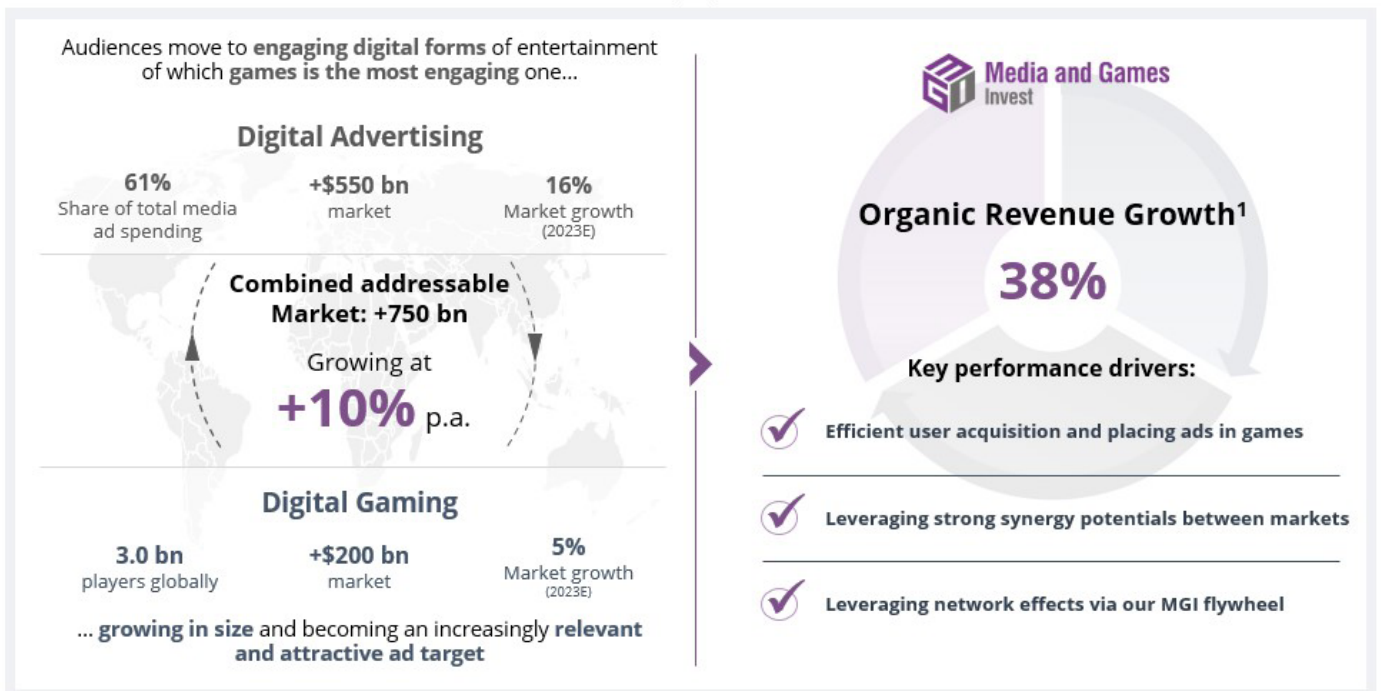 Audiences move to engaging digital forms of entertainment
of which games is the most engaging one...
Digital Advertising
61%
Share of total media
ad spending
+$550 bn
market
16%
Market growth
(2023E)
Combined addressable
Market: +750 bn
Growing at
+10% p.a.
Digital Gaming
3.0 bn
players globally
+$200 bn
market
5%
Market growth
(2023E)
... growing in size and becoming an increasingly relevant
and attractive ad target
MGI
Media and Games
Invest
Organic Revenue Growth¹
38%
Key performance drivers:
Efficient user acquisition and placing ads in games
Leveraging strong synergy potentials between markets
Leveraging network effects via our MGI flywheel